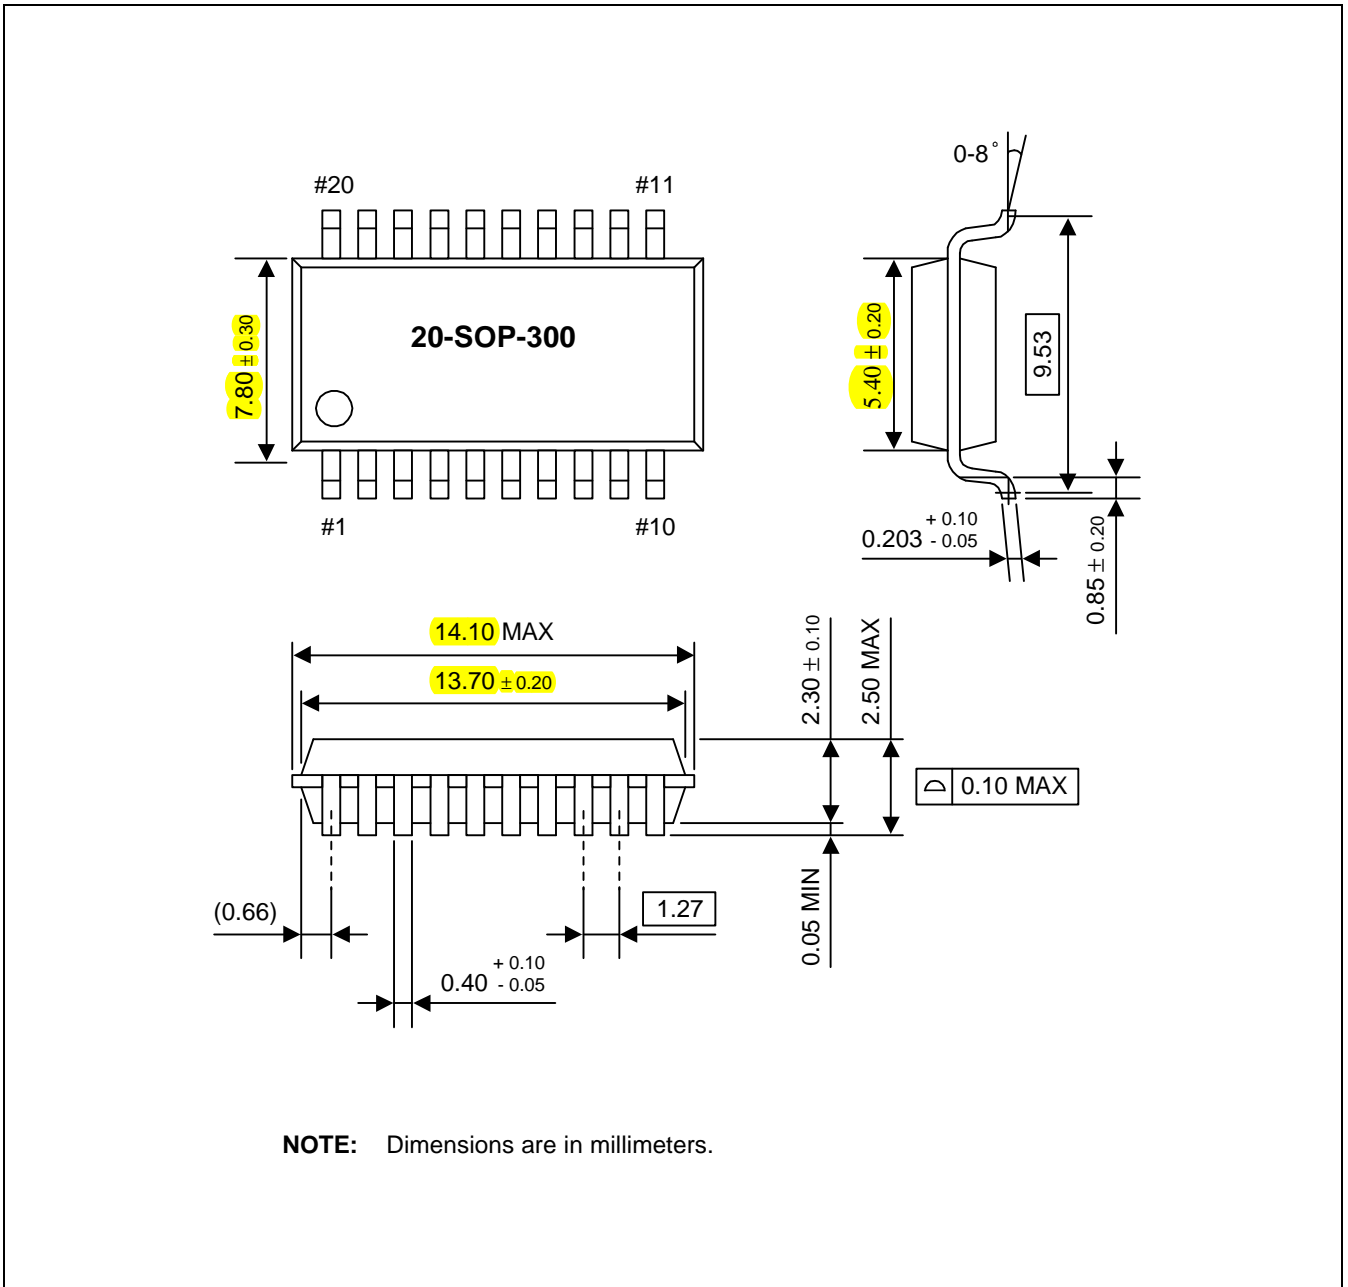 0-8°
#20
#11
7.80 ± 0.30
20-SOP-300
5.40 ± 0.20
9.53
#1
#10
0.203 + 0.10 - 0.05
0.85 ± 0.20
14.10 MAX
13.70 ± 0.20
2.30 ± 0.10
2.50 MAX
0.10 MAX
0.05 MIN
(0.66)
1.27
0.40 + 0.10 - 0.05
NOTE: Dimensions are in millimeters.